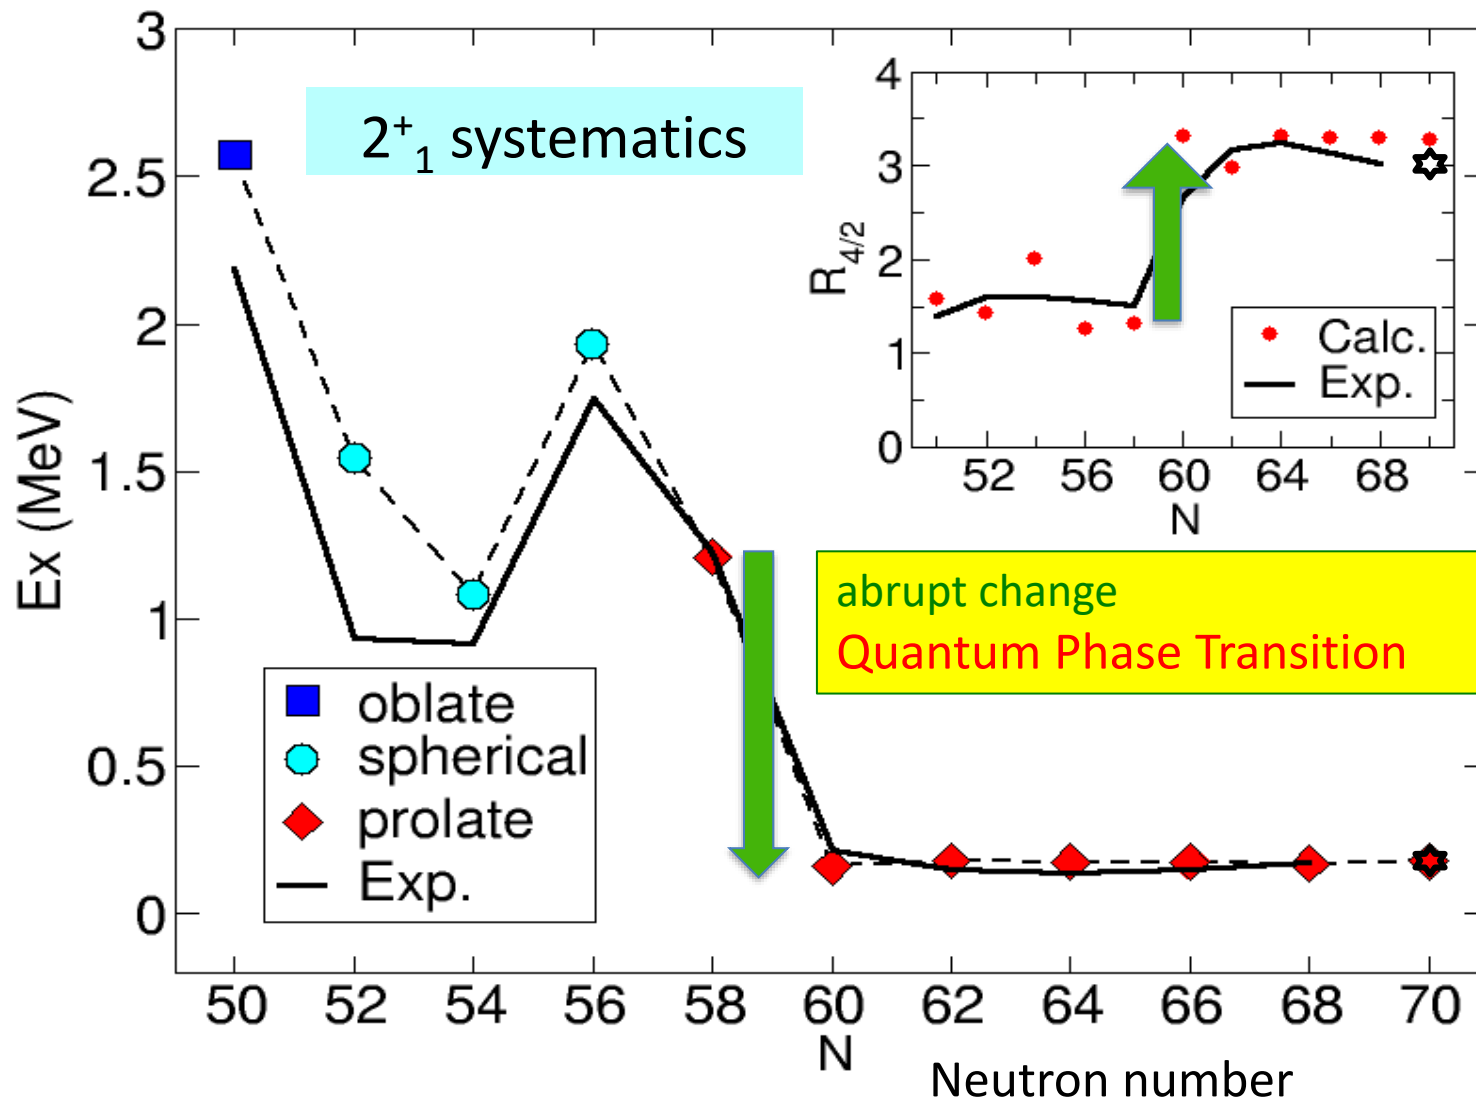 2⁺₁ systematics
Ex (MeV)
3
2.5
2
1.5
1
0.5
0
50 52 54 56 58 60 62 64 66 68 70
N
Neutron number
oblate
spherical
prolate
Exp.
R₄/₂
4
3
2
1
0
52 56 60 64 68
N
Calc.
Exp.
abrupt change
Quantum Phase Transition